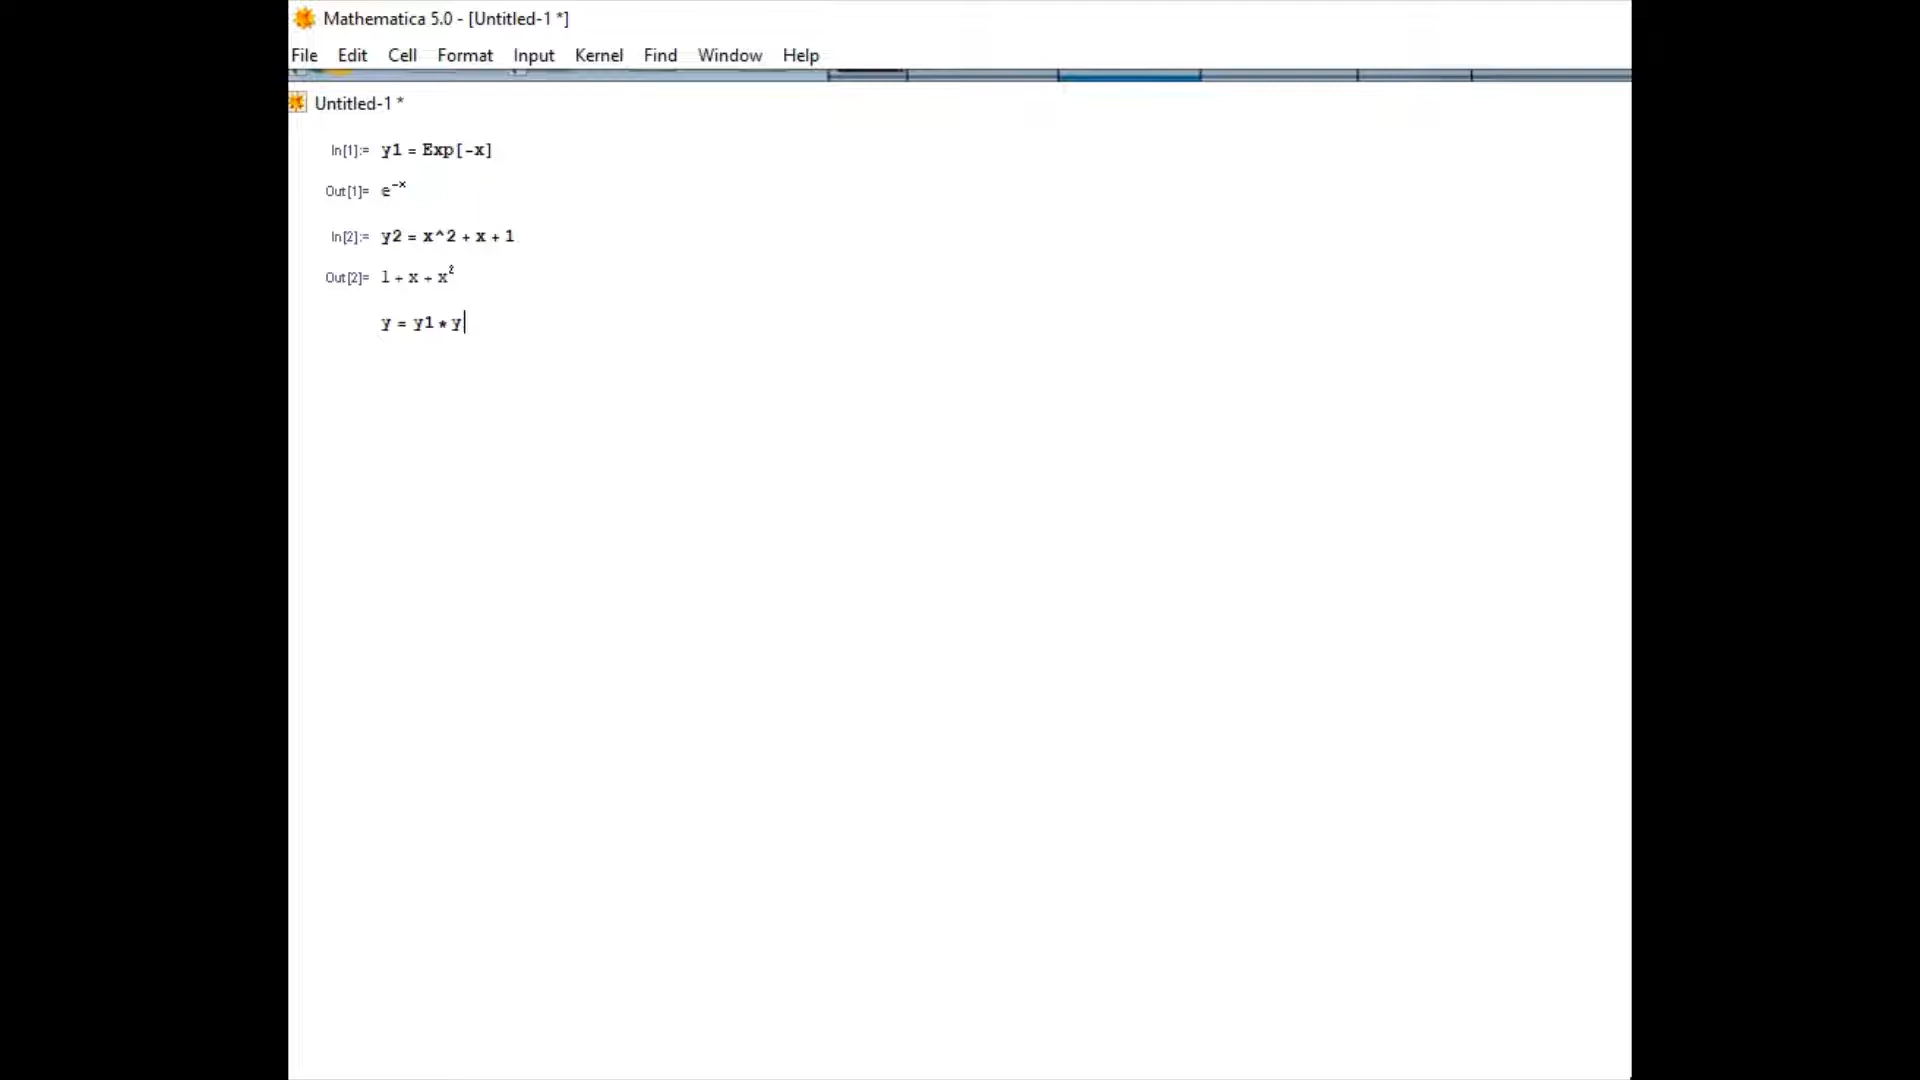 Mathematica 5.0 - [Untitled-1 *]
File Edit Cell Format Input Kernel Find Window Help
Untitled-1 *
In[1]:= y1 = Exp[-x]
Out[1]= e^-x
In[2]:= y2 = x^2 + x + 1
Out[2]= 1 + x + x²
y = y1 * y